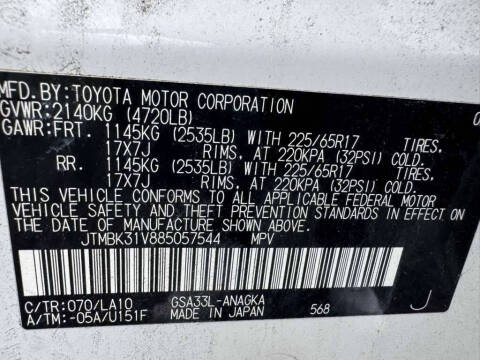 MFD.BY:TOYOTA MOTOR CORPORATION
GVWR:2140KG (4720LB)
GAWR:FRT. 1145KG (2535LB) WITH 225/65R17 TIRES.
17X7J RIMS, AT 220KPA (32PSI) COLD.
RR. 1145KG (2535LB) WITH 225/65R17 TIRES.
17X7J RIMS, AT 220KPA (32PSI) COLD.
THIS VEHICLE CONFORMS TO ALL APPLICABLE FEDERAL MOTOR
VEHICLE SAFETY AND THEFT PREVENTION STANDARDS IN EFFECT ON
THE DATE OF MANUFACTURE SHOWN ABOVE.
JTMBK31V885057544 MPV
C/TR:070/LA10 GSA33L-ANAGKA
A/TM:-05A/U151F MADE IN JAPAN 568 J